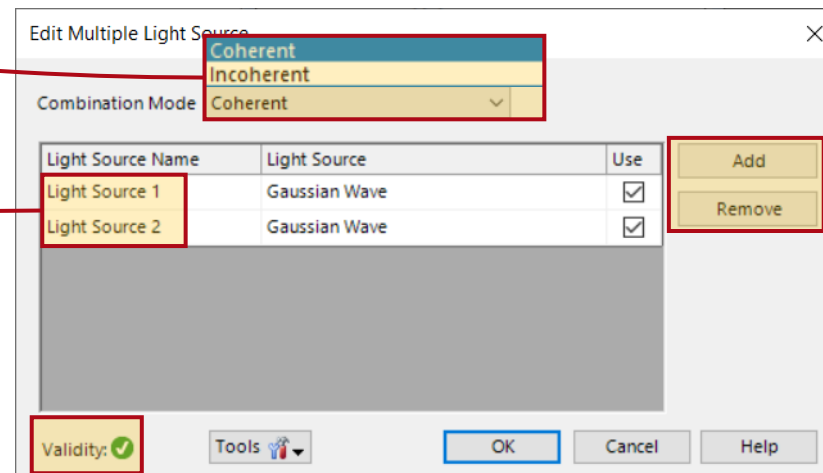 Edit Multiple Light Source
Coherent
Incoherent
Combination Mode Coherent
Light Source Name Light Source Use
Add
Light Source 1 Gaussian Wave
Remove
Light Source 2 Gaussian Wave
Validity: Tools OK Cancel Help